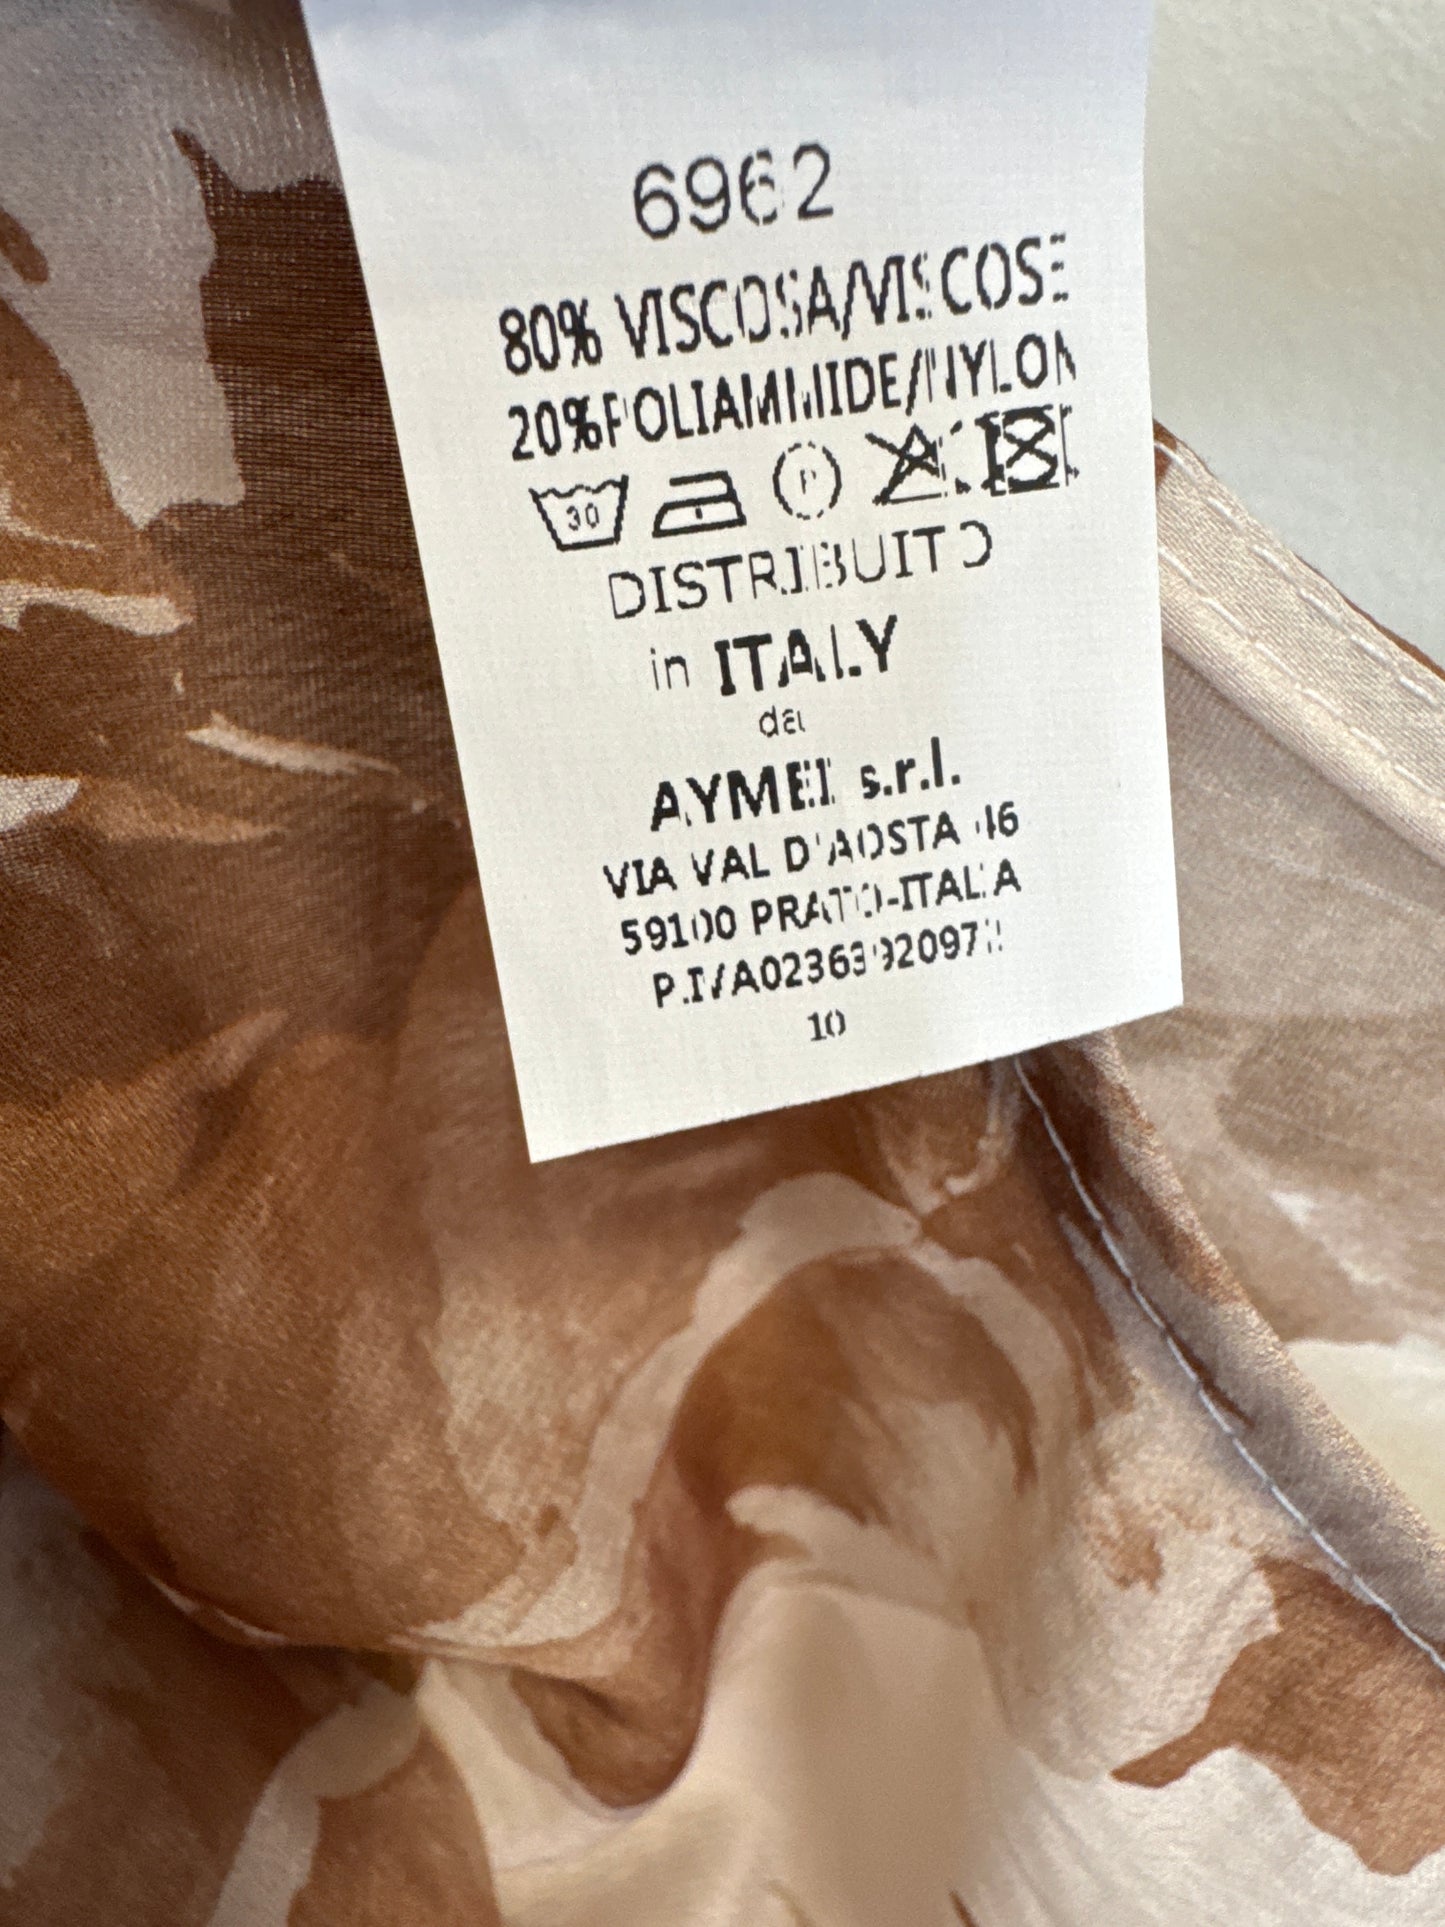 6962
80% VISCOSA/VISCOSE
20%POLIAMMIDE/NYLON
30
P
DISTRIBUITO
in ITALY
da
AYMEI s.r.l.
VIA VAL D'AOSTA 46
59100 PRATO-ITALIA
P.IVA02363920972
10